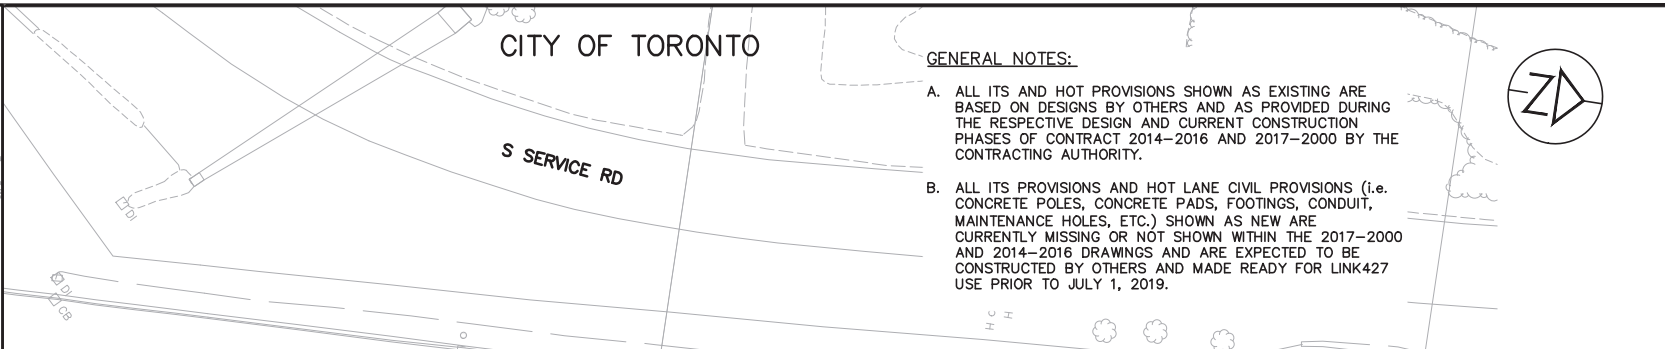 CITY OF TORONTO
S SERVICE RD
GENERAL NOTES:
A. ALL ITS AND HOT PROVISIONS SHOWN AS EXISTING ARE
BASED ON DESIGNS BY OTHERS AND AS PROVIDED DURING
THE RESPECTIVE DESIGN AND CURRENT CONSTRUCTION
PHASES OF CONTRACT 2014-2016 AND 2017-2000 BY THE
CONTRACTING AUTHORITY.
B. ALL ITS PROVISIONS AND HOT LANE CIVIL PROVISIONS (i.e.
CONCRETE POLES, CONCRETE PADS, FOOTINGS, CONDUIT,
MAINTENANCE HOLES, ETC.) SHOWN AS NEW ARE
CURRENTLY MISSING OR NOT SHOWN WITHIN THE 2017-2000
AND 2014-2016 DRAWINGS AND ARE EXPECTED TO BE
CONSTRUCTED BY OTHERS AND MADE READY FOR LINK427
USE PRIOR TO JULY 1, 2019.
N
DI
DI
CB